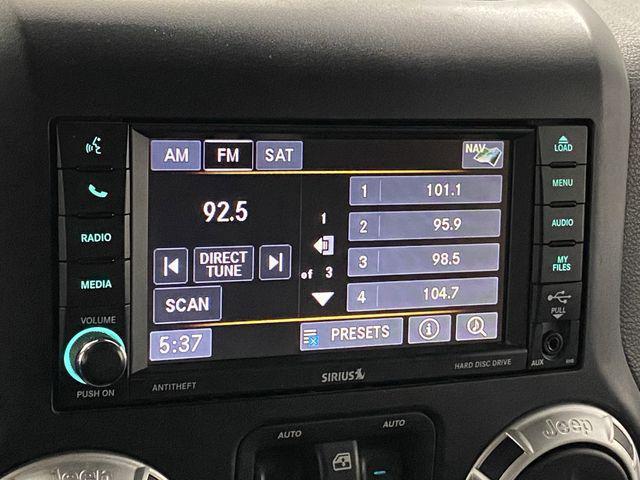 AM FM SAT NAV
92.5
DIRECT
TUNE
SCAN
5:37
1
of 3
1 101.1
2 95.9
3 98.5
4 104.7
PRESETS
RADIO
MEDIA
VOLUME
PUSH ON
LOAD
MENU
AUDIO
MY
FILES
PULL
AUX
ANTITHEFT
SIRIUS
HARD DISC DRIVE
AUTO
AUTO
Jeep
Jeep